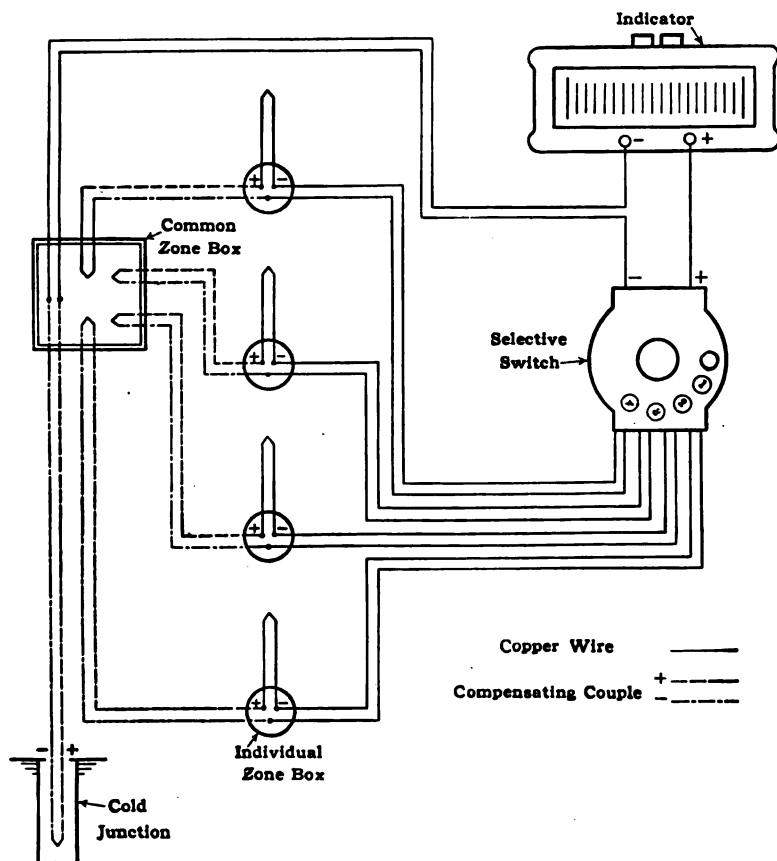 Indicator
- +
+ -
Common
Zone Box
- +
Selective
Switch
+ -
+ -
Copper Wire
+
Compensating Couple -
+ -
Individual
Zone Box
- +
Cold
Junction